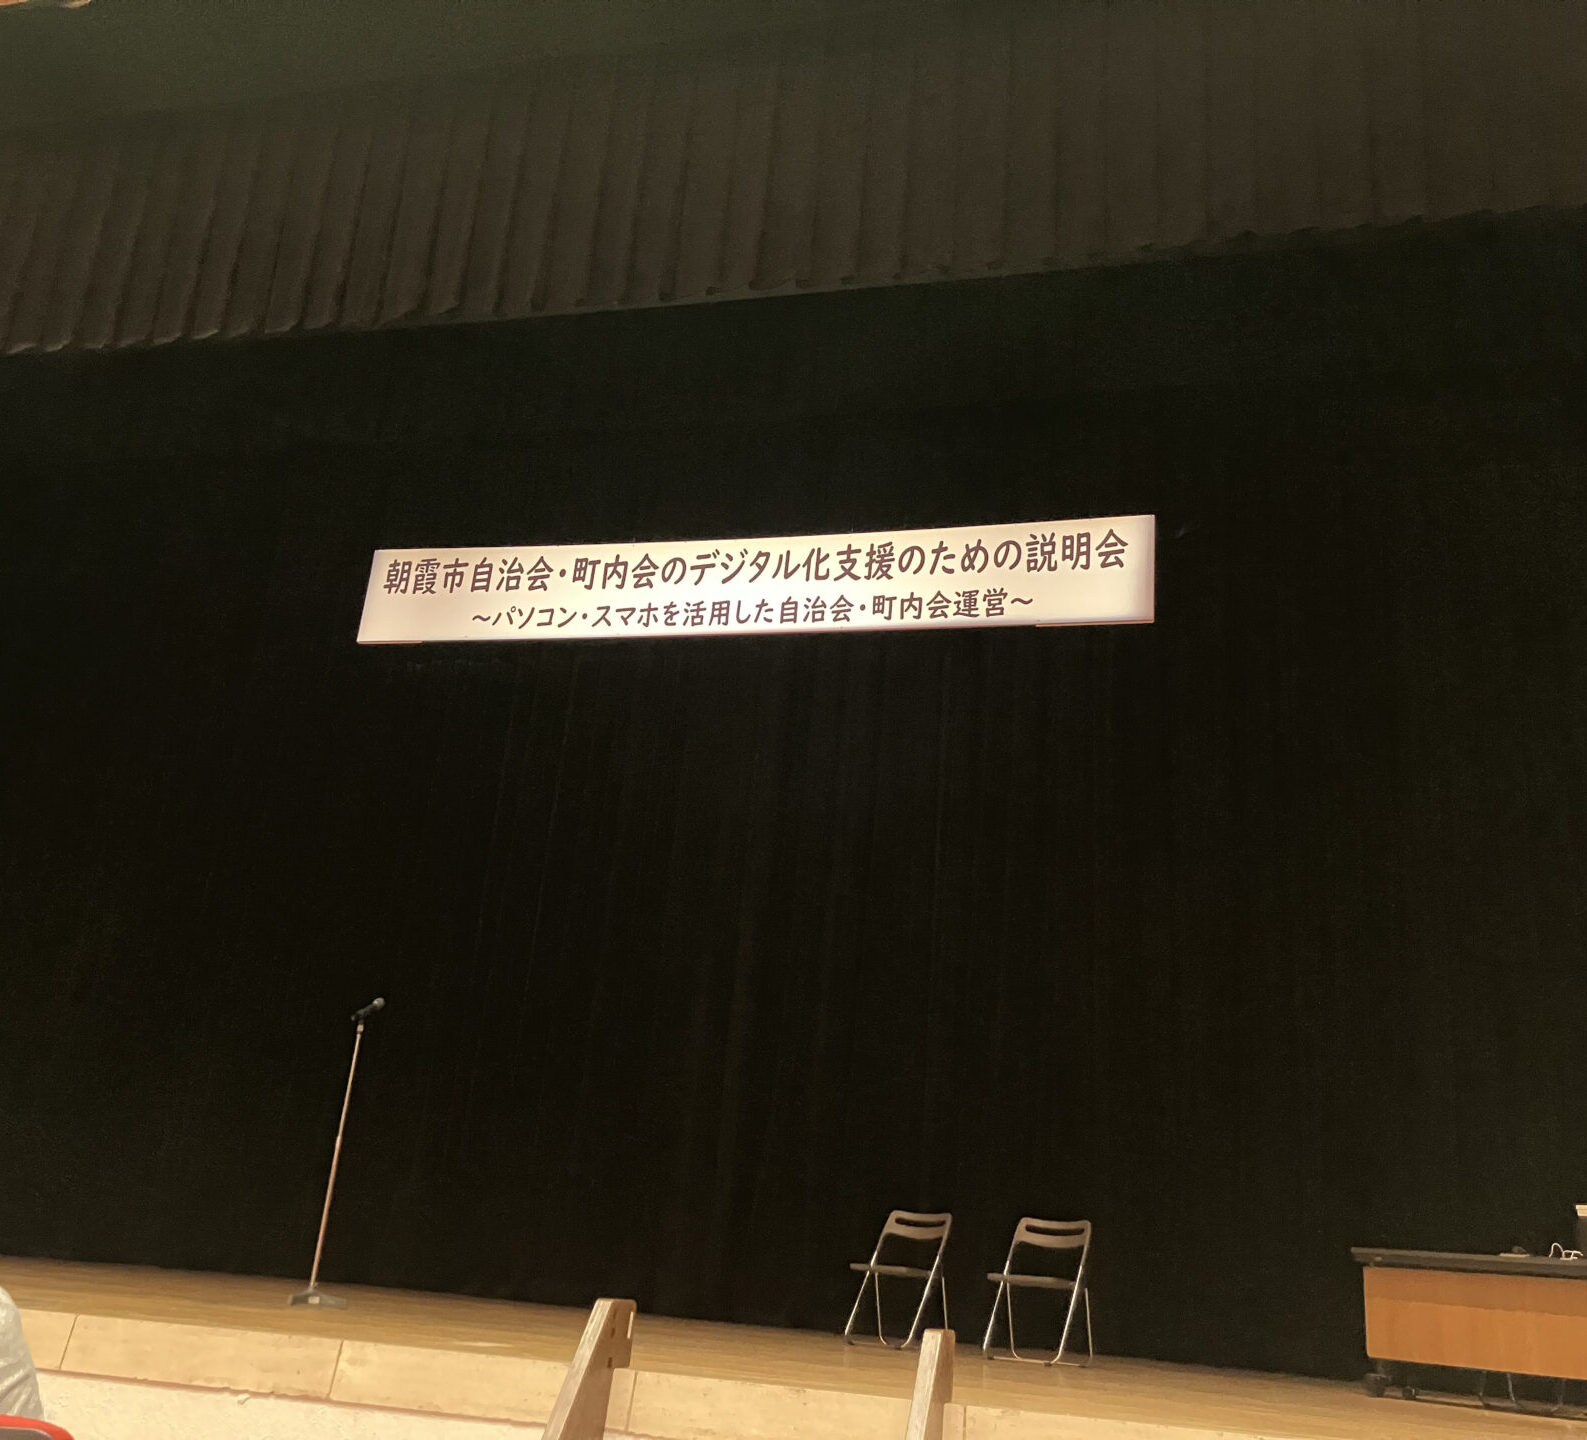 朝霞市自治会・町内会のデジタル化支援のための説明会
～パソコン・スマホを活用した自治会・町内会運営～